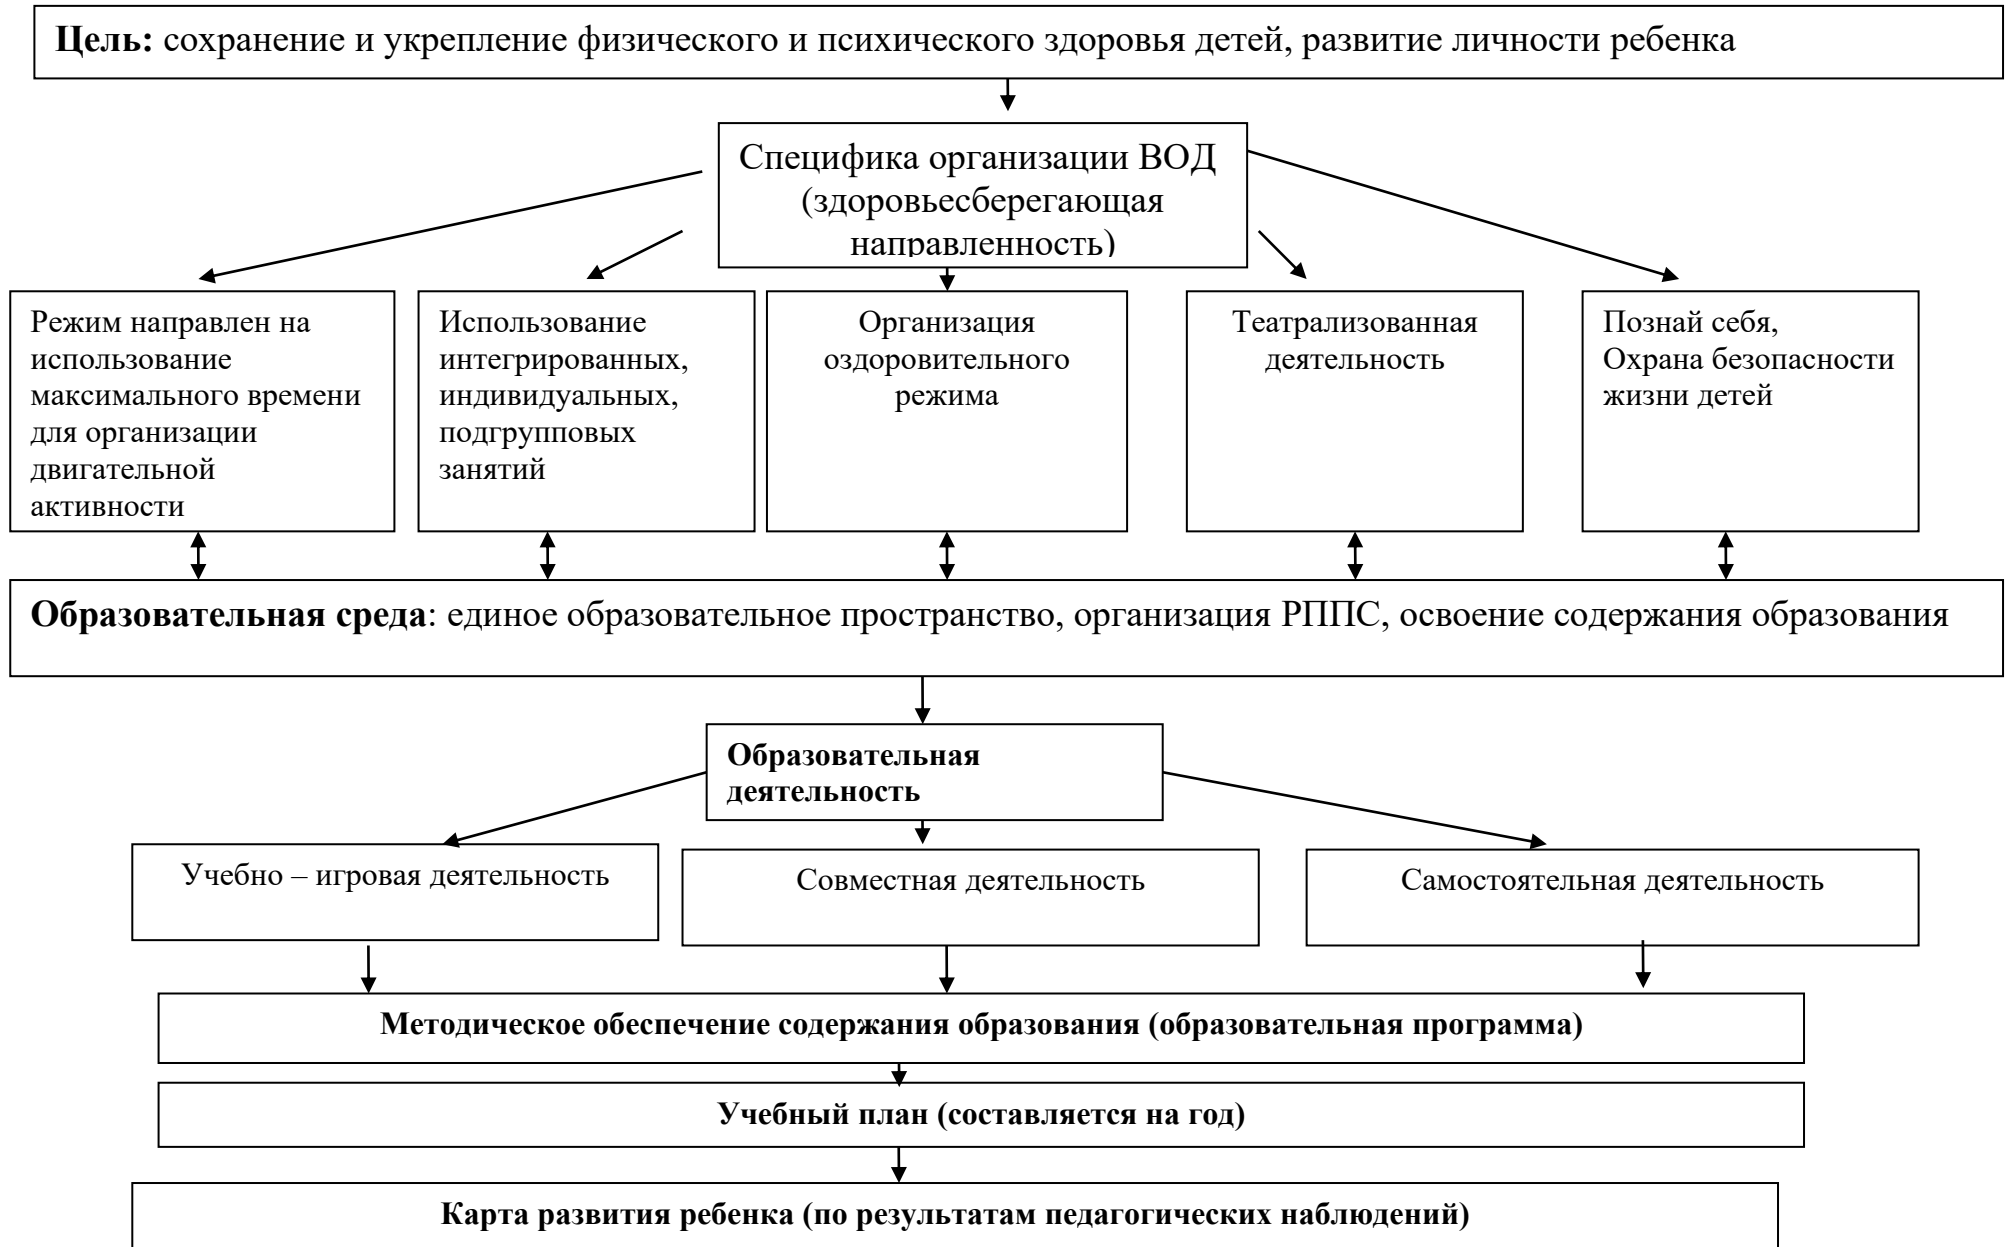 Цель: сохранение и укрепление физического и психического здоровья детей, развитие личности ребенка
Специфика организации ВОД
(здоровьесберегающая
направленность)
Режим направлен на
использование
максимального времени
для организации
двигательной
активности
Использование
интегрированных,
индивидуальных,
подгрупповых
занятий
Организация
оздоровительного
режима
Театрализованная
деятельность
Познай себя,
Охрана безопасности
жизни детей
Образовательная среда: единое образовательное пространство, организация РППС, освоение содержания образования
Образовательная
деятельность
Учебно – игровая деятельность
Совместная деятельность
Самостоятельная деятельность
Методическое обеспечение содержания образования (образовательная программа)
Учебный план (составляется на год)
Карта развития ребенка (по результатам педагогических наблюдений)